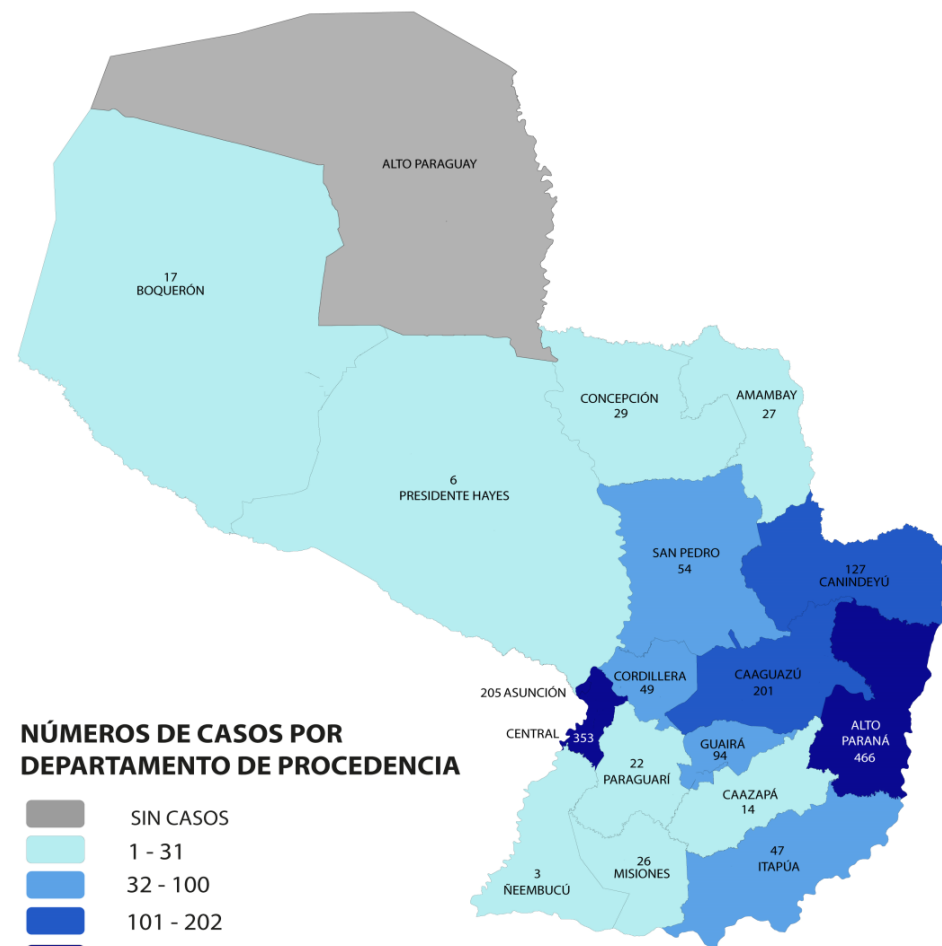 ALTO PARAGUAY
17
BOQUERÓN
CONCEPCIÓN
29
AMAMBAY
27
6
PRESIDENTE HAYES
SAN PEDRO
54
127
CANINDEYÚ
CORDILLERA
49
CAAGUAZÚ
201
205 ASUNCIÓN
CENTRAL
353
ALTO
PARANÁ
466
GUAIRÁ
94
22
PARAGUARÍ
CAAZAPÁ
14
47
ITAPÚA
26
MISIONES
3
ÑEEMBUCÚ
NÚMEROS DE CASOS POR
DEPARTAMENTO DE PROCEDENCIA
SIN CASOS
1 - 31
32 - 100
101 - 202